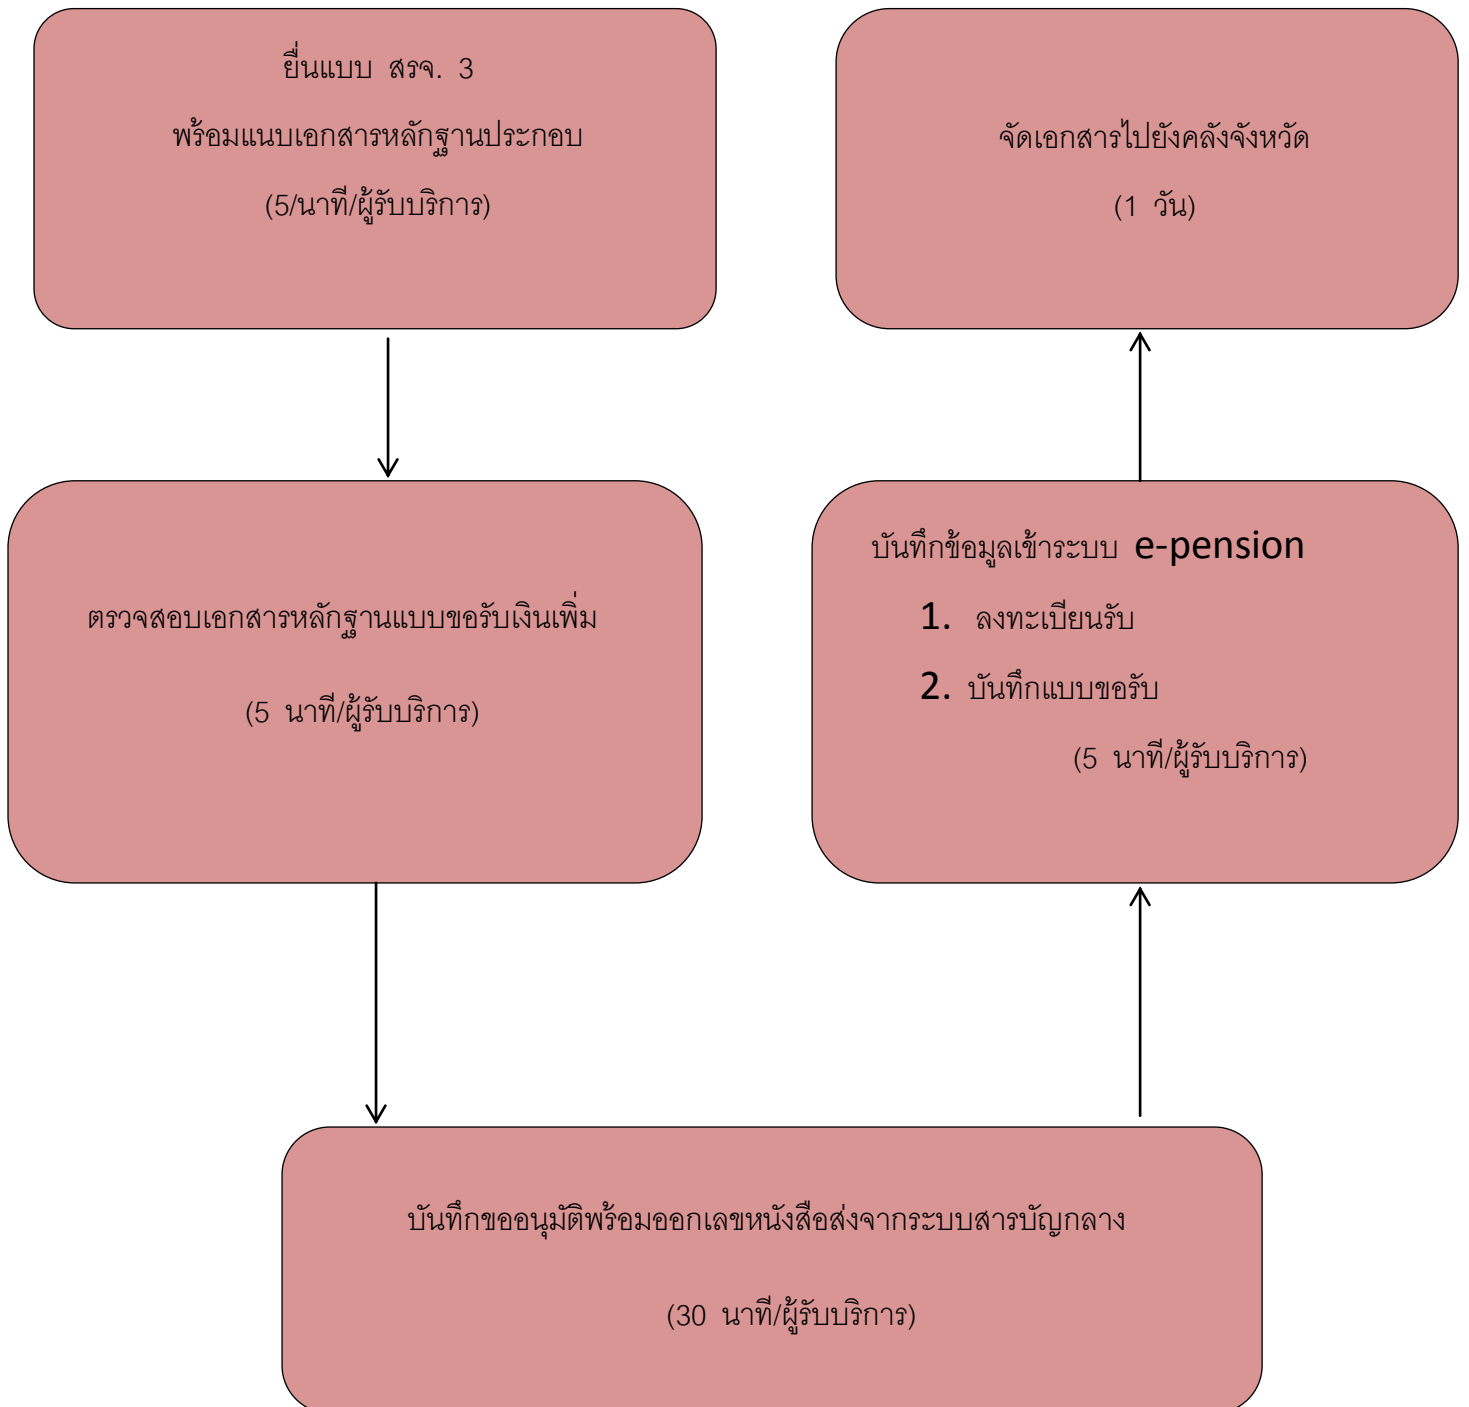 ยื่นแบบ สรจ. 3
พร้อมแนบเอกสารหลักฐานประกอบ
(5/นาที/ผู้รับบริการ)
ตรวจสอบเอกสารหลักฐานแบบขอรับเงินเพิ่ม
(5 นาที/ผู้รับบริการ)
บันทึกขออนุมัติพร้อมออกเลขหนังสือส่งจากระบบสารบัญกลาง
(30 นาที/ผู้รับบริการ)
บันทึกข้อมูลเข้าระบบ e-pension
1. ลงทะเบียนรับ
2. บันทึกแบบขอรับ
(5 นาที/ผู้รับบริการ)
จัดเอกสารไปยังคลังจังหวัด
(1 วัน)